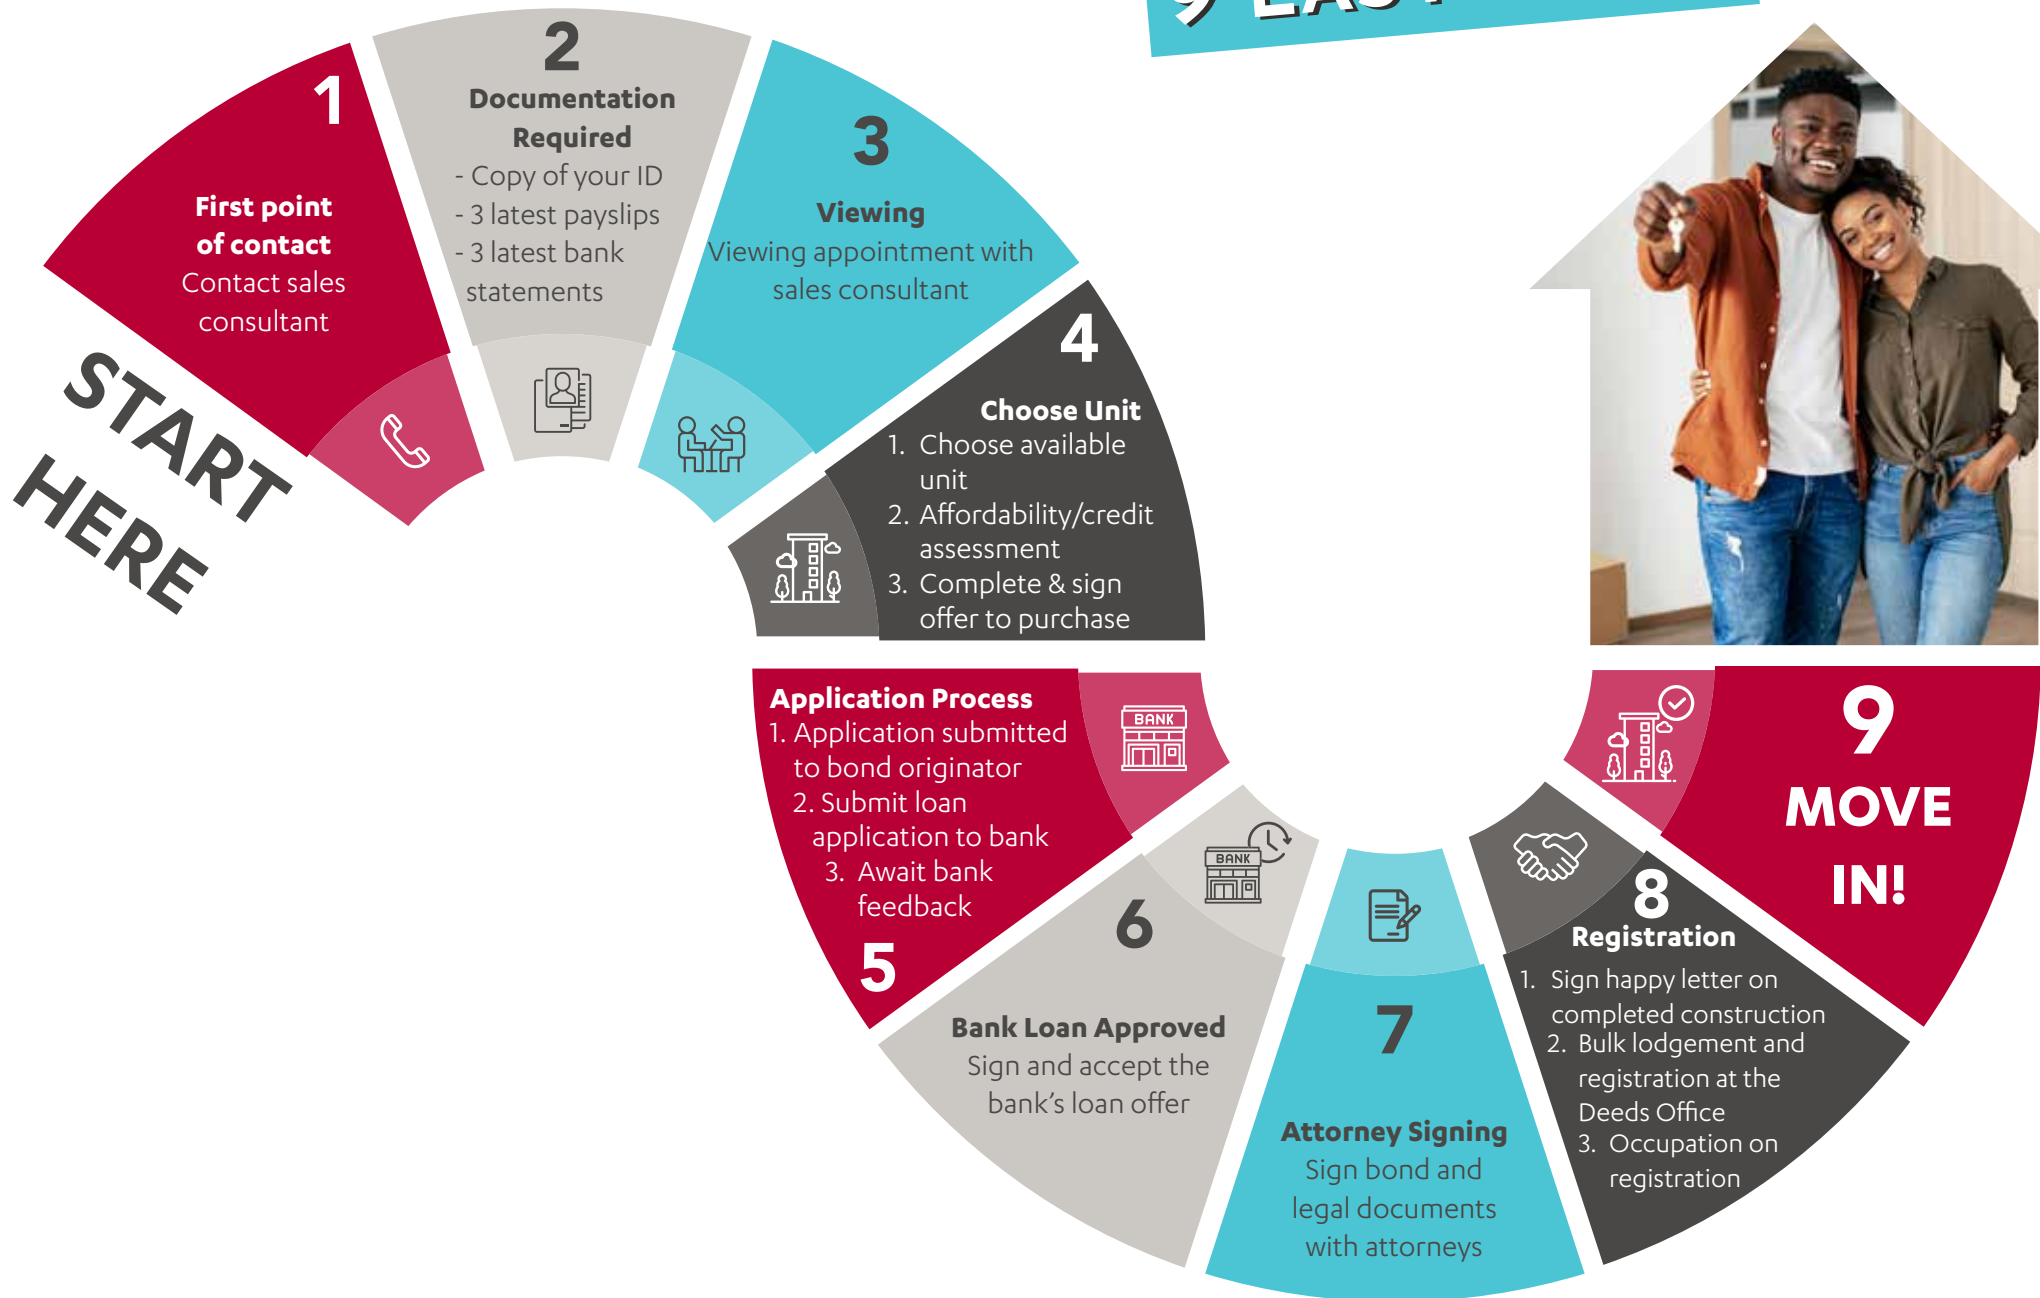 START
HERE
1
First point
of contact
Contact sales
consultant
2
Documentation
Required
- Copy of your ID
- 3 latest payslips
- 3 latest bank
statements
3
Viewing
Viewing appointment with
sales consultant
4
Choose Unit
1. Choose available
unit
2. Affordability/credit
assessment
3. Complete & sign
offer to purchase
Application Process
1. Application submitted
to bond originator
2. Submit loan
application to bank
3. Await bank
feedback
5
BANK
6
Bank Loan Approved
Sign and accept the
bank's loan offer
BANK
7
Attorney Signing
Sign bond and
legal documents
with attorneys
8
Registration
1. Sign happy letter on
completed construction
2. Bulk lodgement and
registration at the
Deeds Office
3. Occupation on
registration
9
MOVE
IN!